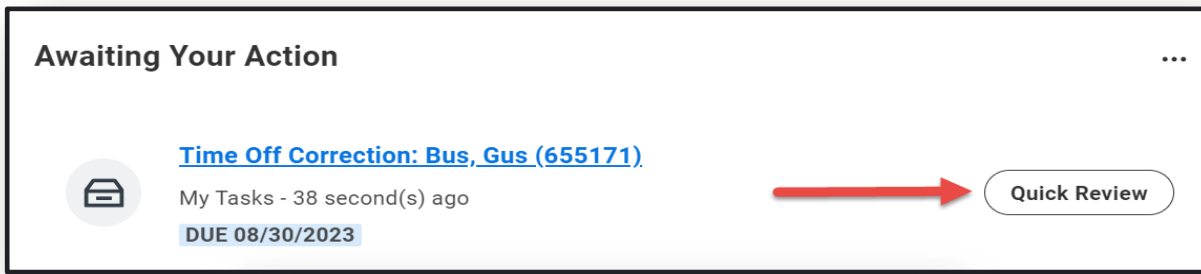 Awaiting Your Action
Time Off Correction: Bus, Gus (655171)
My Tasks - 38 second(s) ago
Quick Review
DUE 08/30/2023